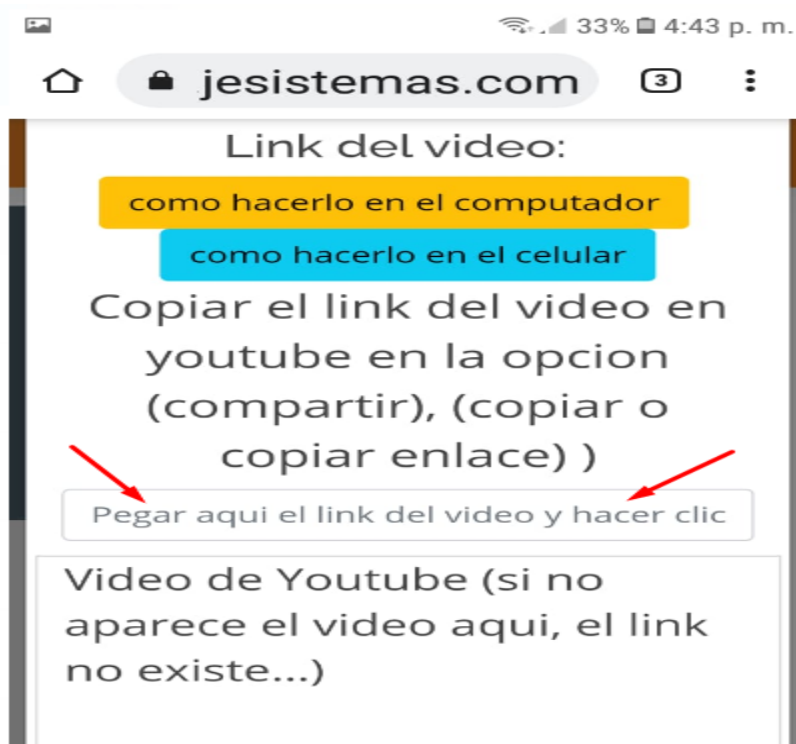 33% 4:43 p. m.
jesistemas.com 3
Link del video:
como hacerlo en el computador
como hacerlo en el celular
Copiar el link del video en
youtube en la opcion
(compartir), (copiar o
copiar enlace) )
Pegar aqui el link del video y hacer clic
Video de Youtube (si no
aparece el video aqui, el link
no existe...)